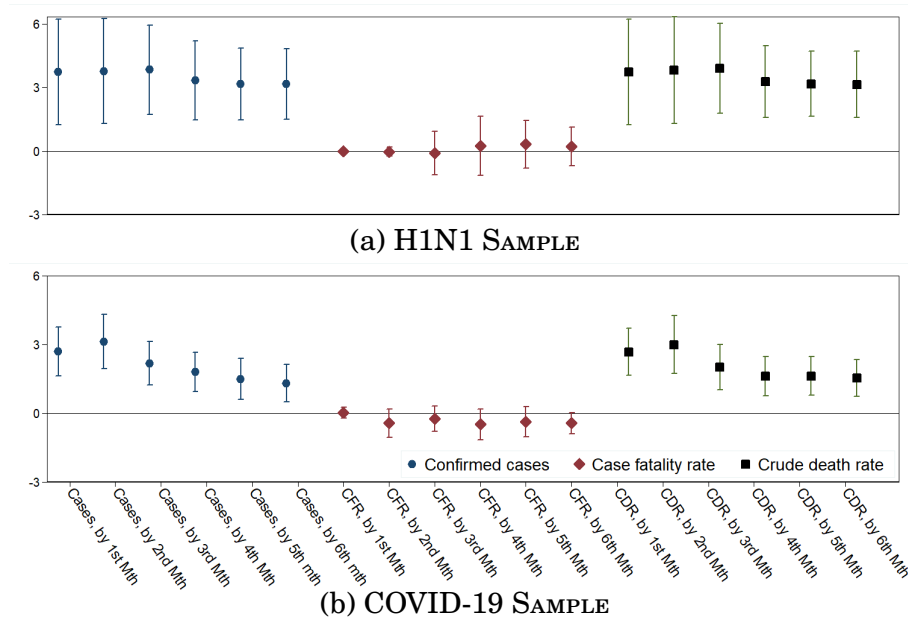 6
3
0
-3
(a) H1N1 SAMPLE
6
3
0
-3
Confirmed cases Case fatality rate Crude death rate
Cases, by 1st Mth
Cases, by 2nd Mth
Cases, by 3rd Mth
Cases, by 4th Mth
Cases, by 5th mth
Cases, by 6th mth
CFR, by 1st Mth
CFR, by 2nd Mth
CFR, by 3rd Mth
CFR, by 4th Mth
CFR, by 5th Mth
CFR, by 6th Mth
CDR, by 1st Mth
CDR, by 2nd Mth
CDR, by 3rd Mth
CDR, by 4th Mth
CDR, by 5th Mth
CDR, by 6th Mth
(b) COVID-19 SAMPLE